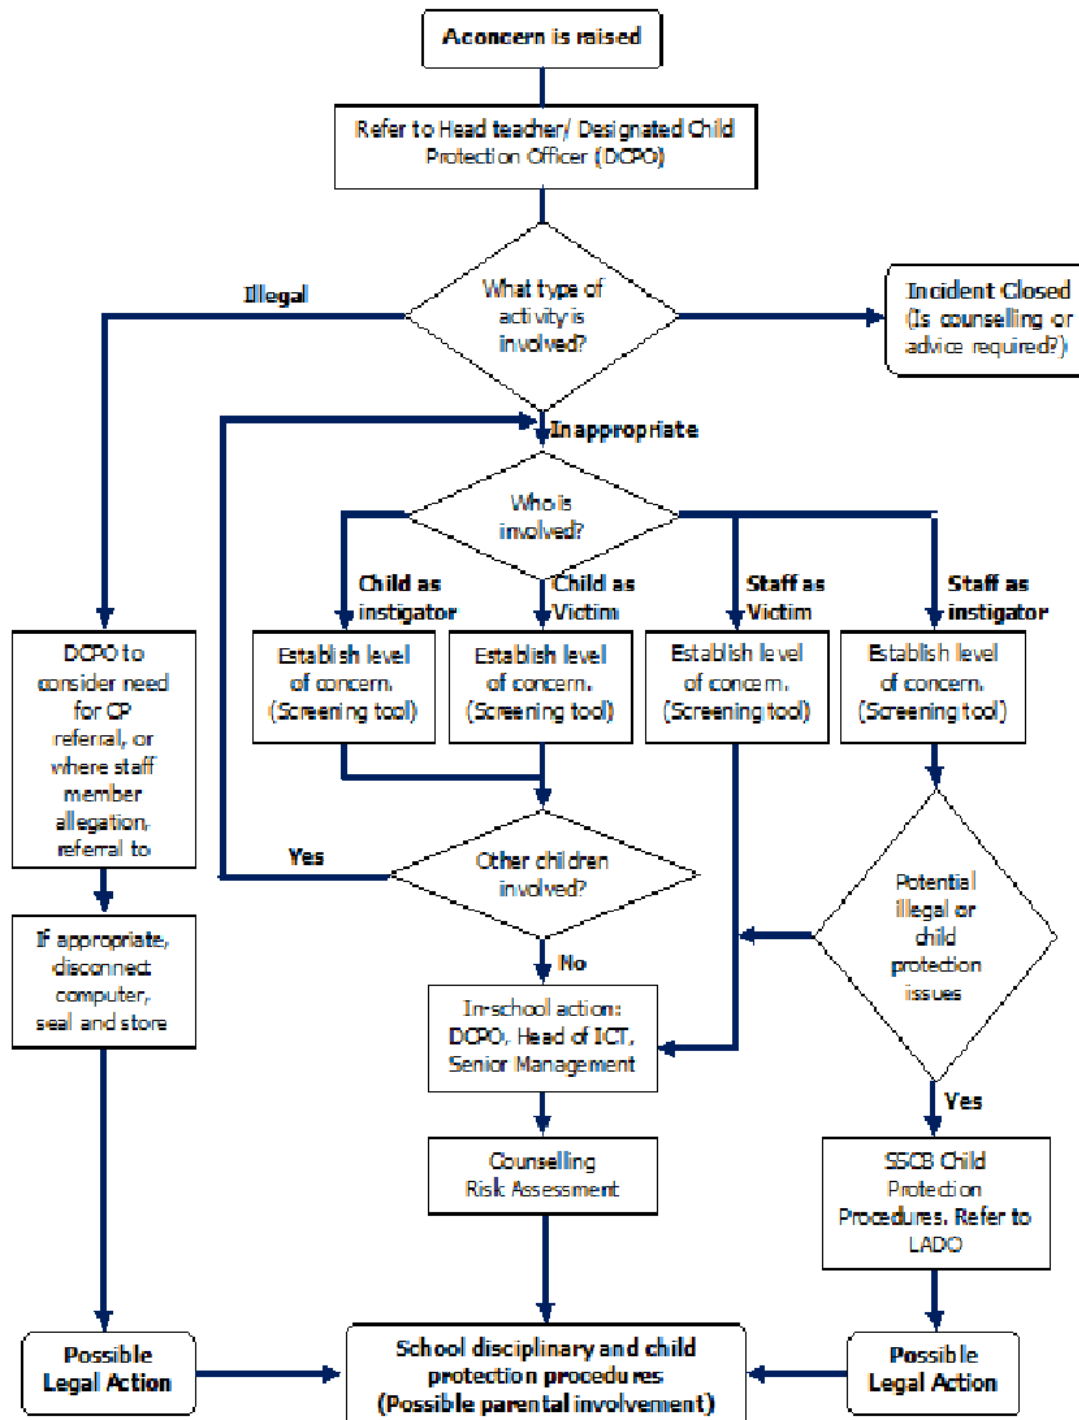 A concern is raised
Refer to Head teacher/ Designated Child
Protection Officer (DCPO)
What type of
activity is
involved?
Illegal
Incident Closed
(Is counselling or
advice required?)
Inappropriate
Who is
involved?
Child as
instigator
Child as
Victim
Staff as
Victim
Staff as
instigator
DCPO to
consider need
for CP
referral, or
where staff
member
allegation,
referral to
Establish level
of concern.
(Screening tool)
Establish level
of concern.
(Screening tool)
Establish level
of concern.
(Screening tool)
Establish level
of concern.
(Screening tool)
Yes
Other children
involved?
Potential
illegal or
child
protection
issues
If appropriate,
disconnect
computer,
seal and store
No
In-school action:
DCPO, Head of ICT,
Senior Management
Yes
Counselling
Risk Assessment
SSCB Child
Protection
Procedures. Refer to
LADO
Possible
Legal Action
School disciplinary and child
protection procedures
(Possible parental involvement)
Possible
Legal Action